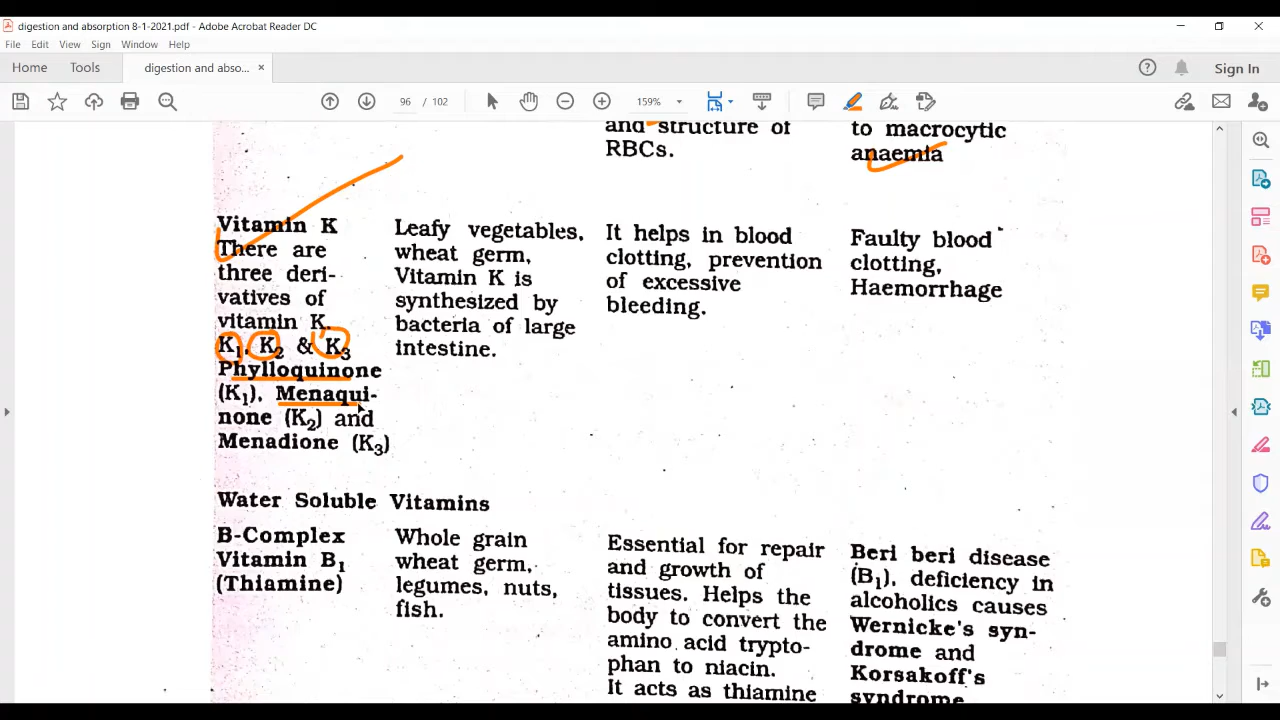 digestion and absorption 8-1-2021.pdf - Adobe Acrobat Reader DC
File Edit View Sign Window Help
Home Tools digestion and abso... × Sign In
96 / 102 159%
and structure of
RBCs.
to macrocytic
anaemia
Vitamin K
There are
three deri-
vatives of
vitamin K.
K1, K2 & K3
Phylloquinone
(K1), Menaqui-
none (K2) and
Menadione (K3)
Leafy vegetables,
wheat germ,
Vitamin K is
synthesized by
bacteria of large
intestine.
It helps in blood
clotting, prevention
of excessive
bleeding.
Faulty blood
clotting,
Haemorrhage
Water Soluble Vitamins
B-Complex
Vitamin B1
(Thiamine)
Whole grain
wheat germ,
legumes, nuts,
fish.
Essential for repair
and growth of
tissues. Helps the
body to convert the
amino acid trypto-
phan to niacin.
It acts as thiamine
Beri beri disease
(B1), deficiency in
alcoholics causes
Wernicke's syn-
drome and
Korsakoff's
syndrome